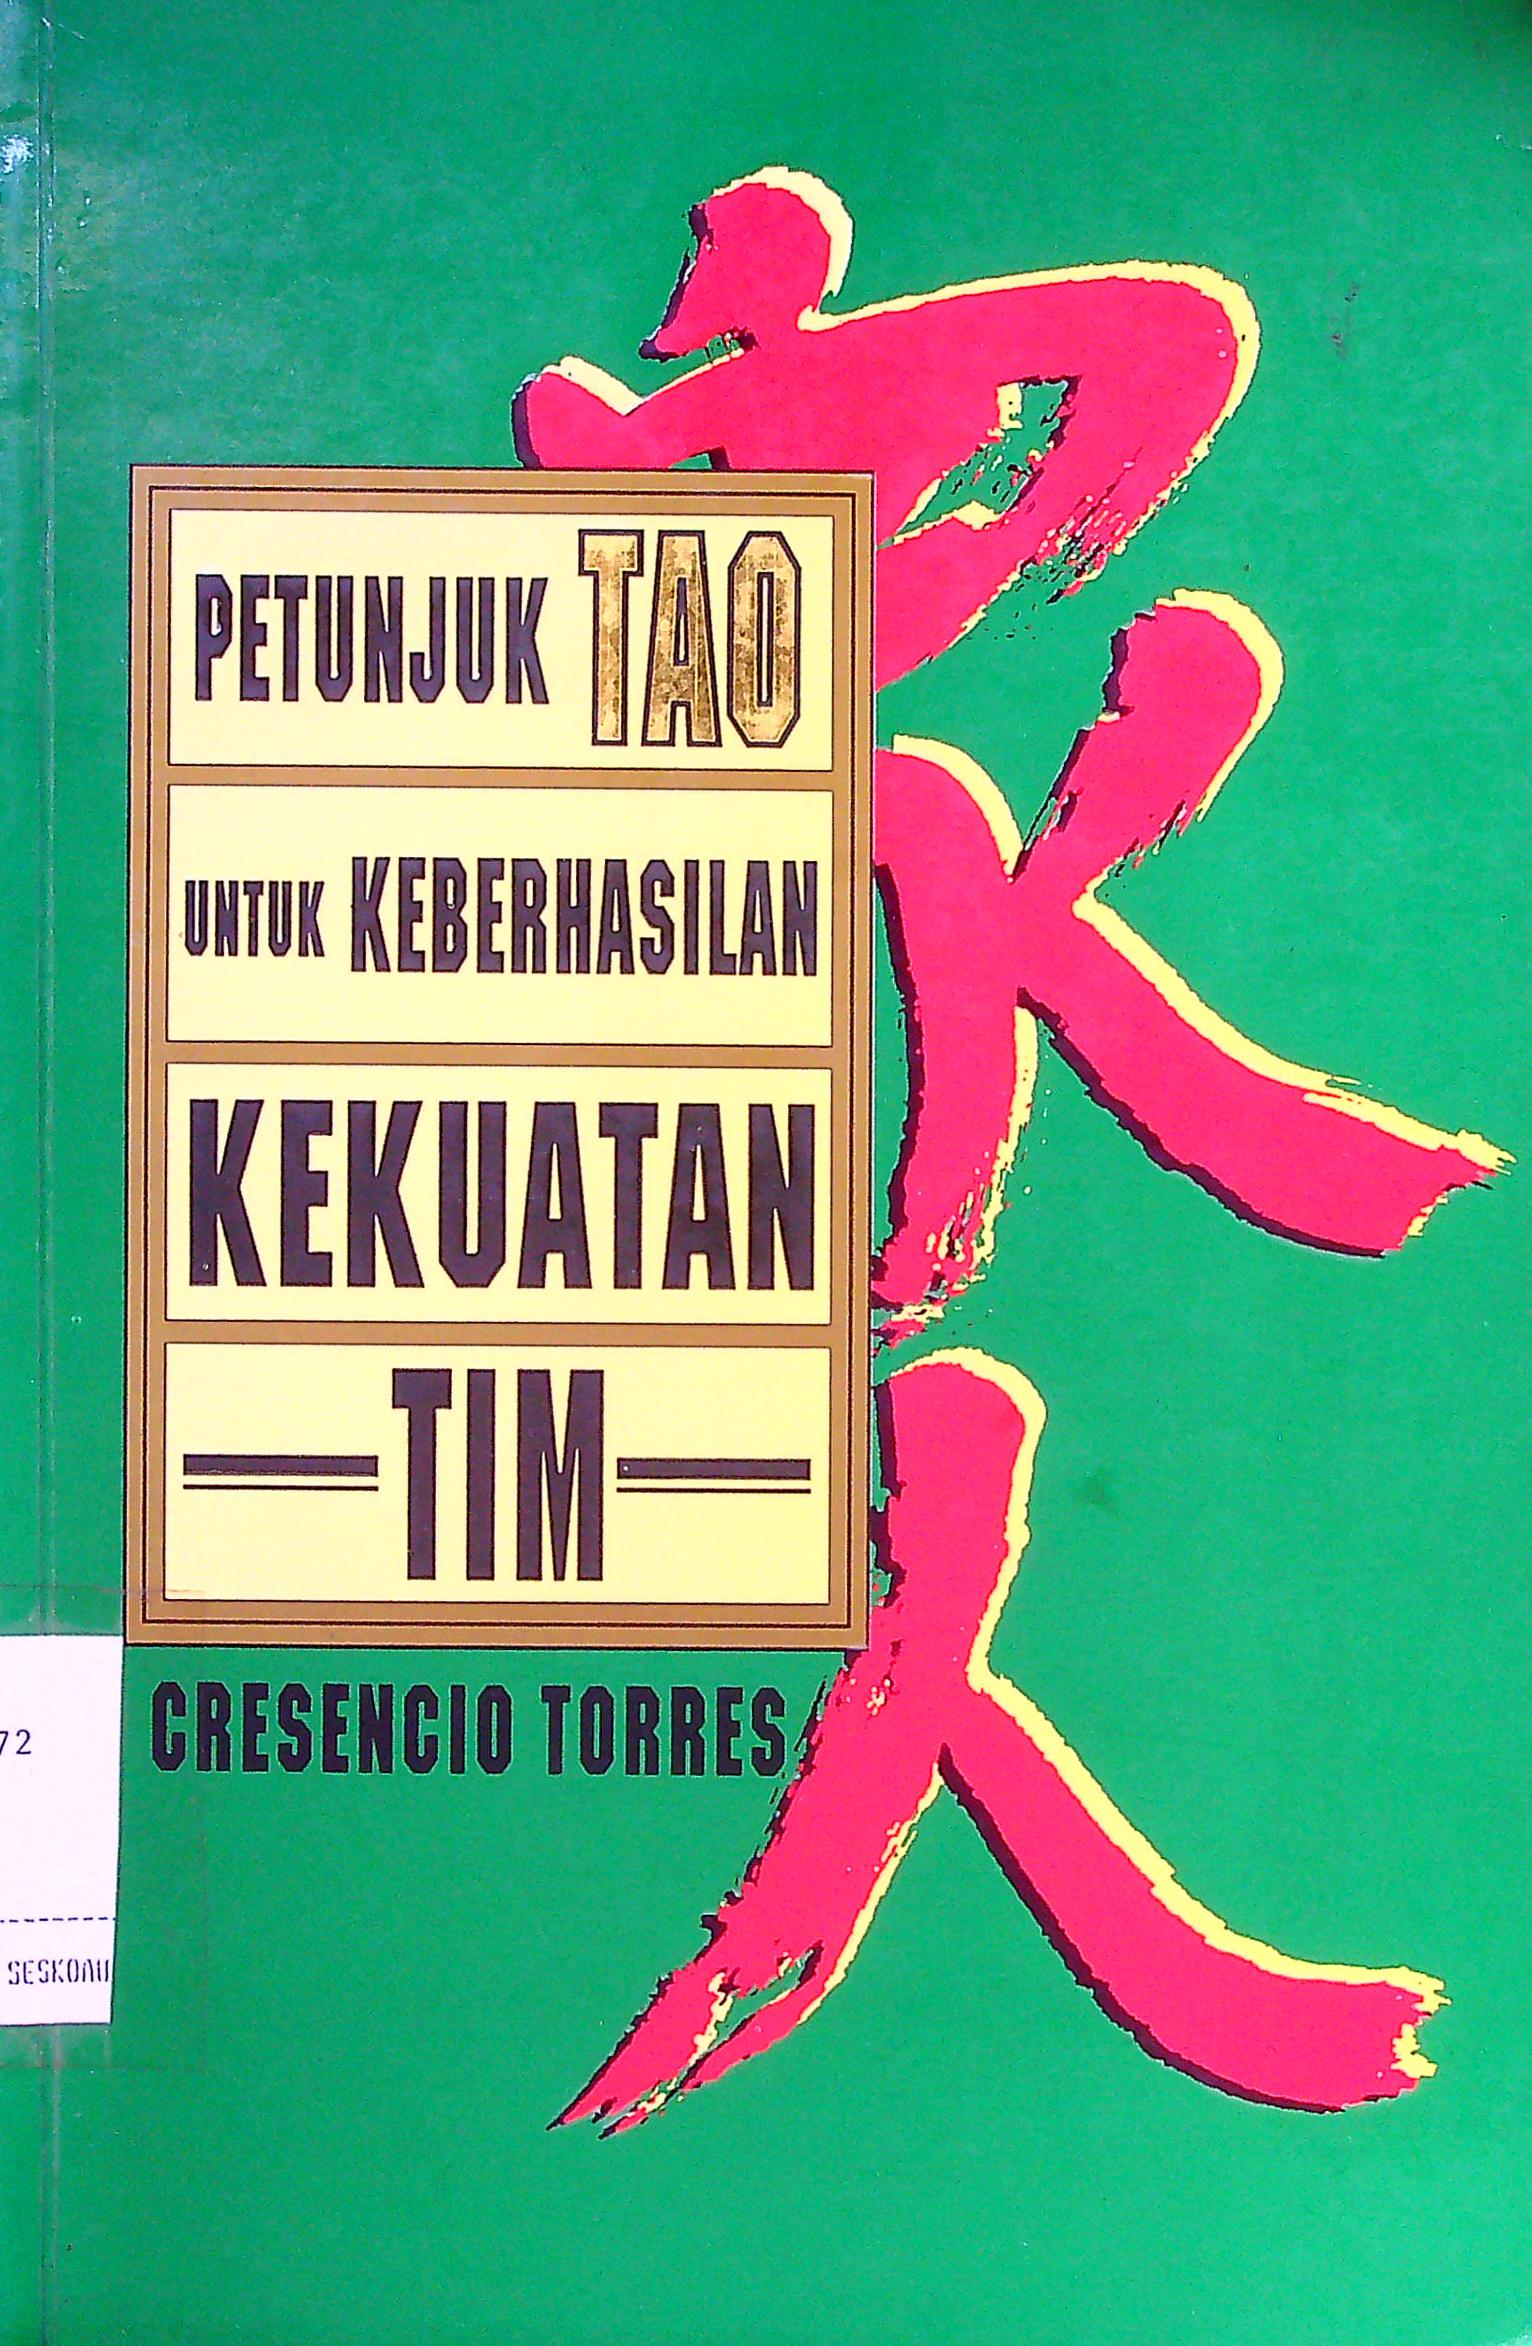 PETUNJUK TAO
UNTUK KEBERHASILAN
KEKUATAN
TIM
CRESENCIO TORRES
72
SESKOAU